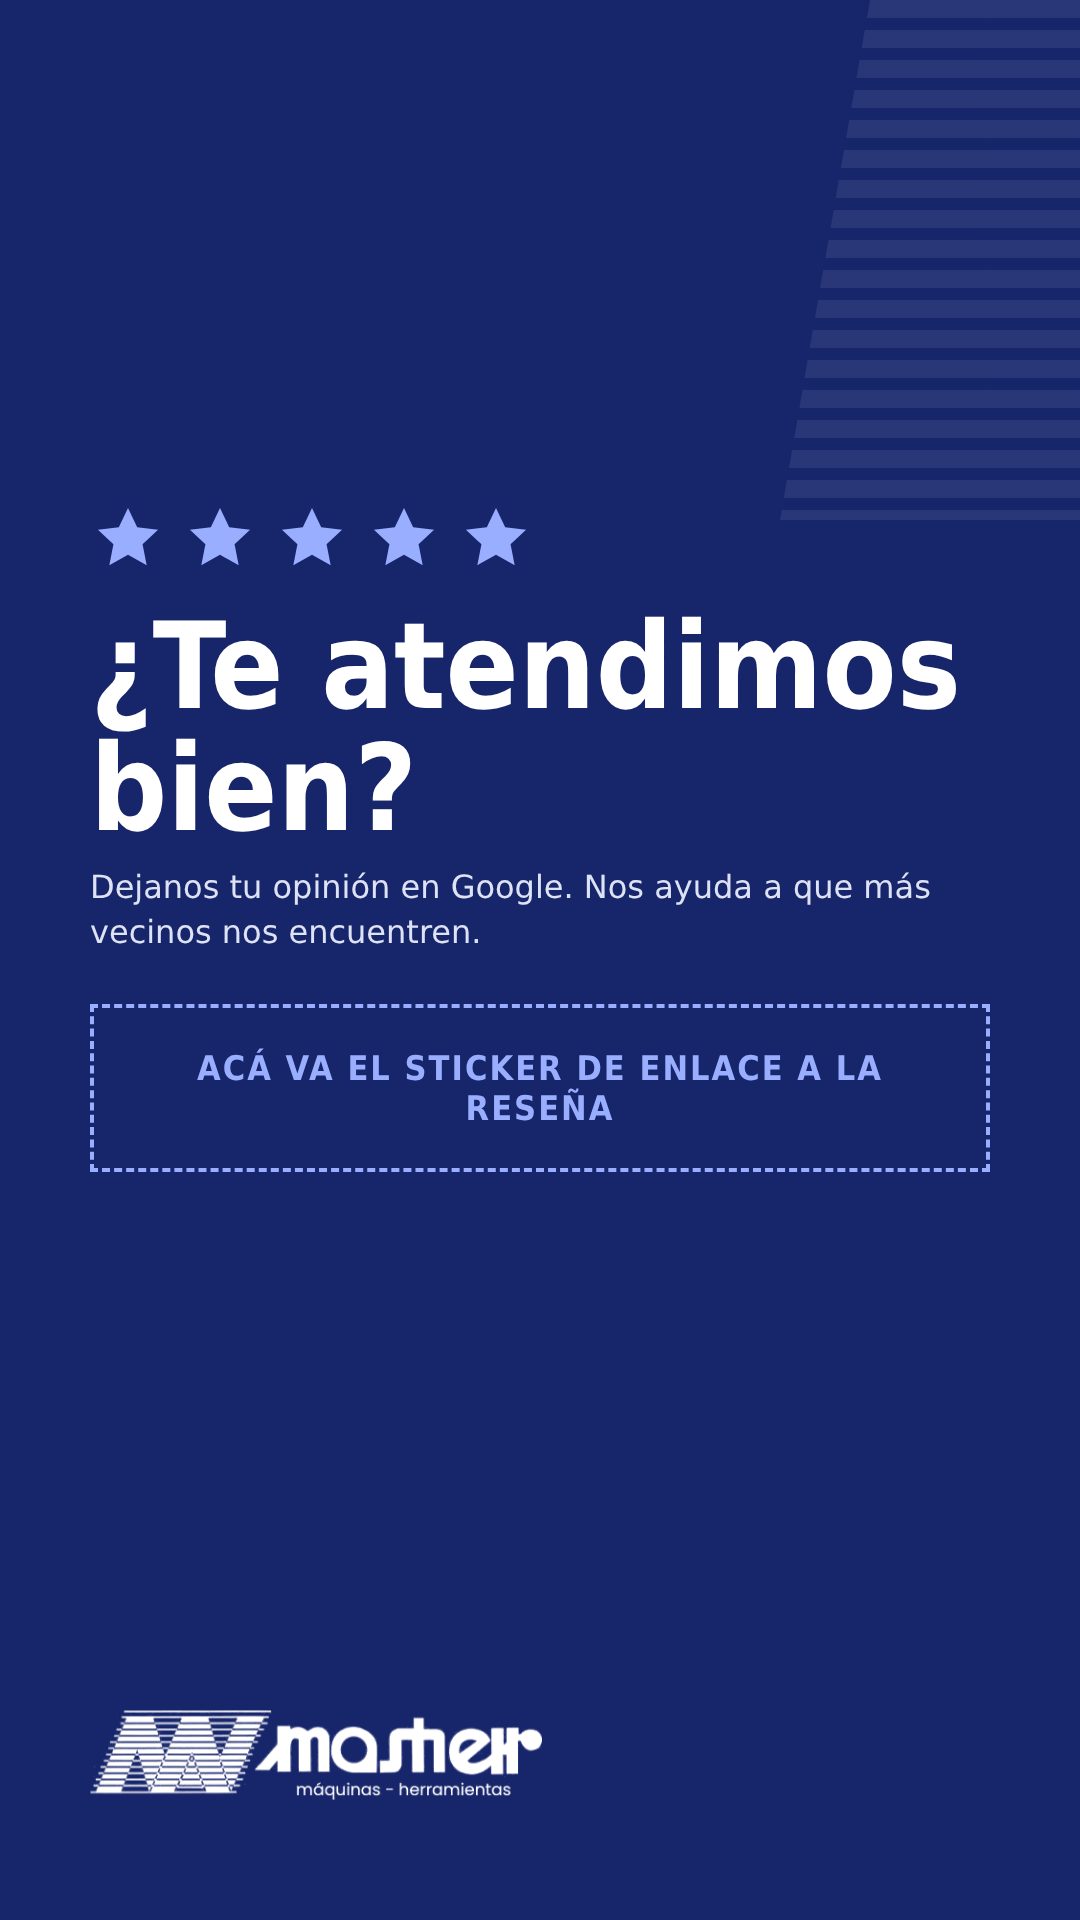 ¿Te atendimos
bien?
Dejanos tu opinión en Google. Nos ayuda a que más
vecinos nos encuentren.
ACÁ VA EL STICKER DE ENLACE A LA
RESEÑA
master
máquinas - herramientas